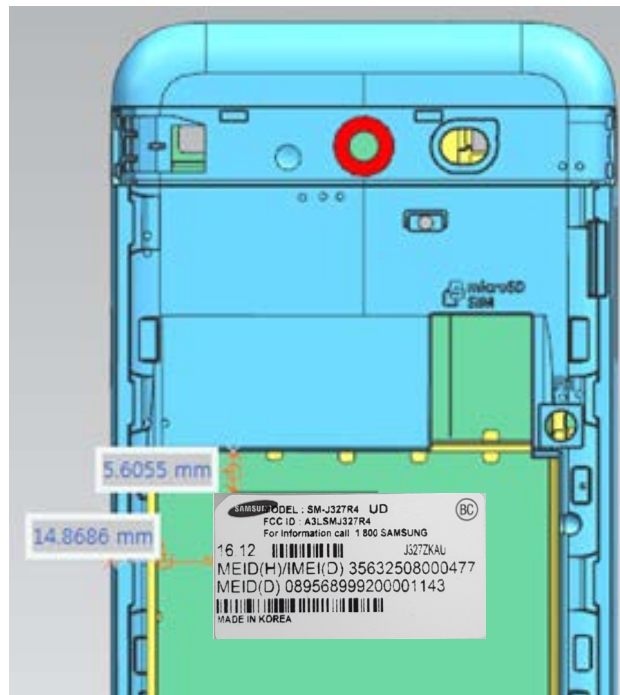 microSD
SIM
5.6055 mm
14.8686 mm
SAMSUNG MODEL : SM-J327R4 UD
BC
FCC ID : A3LSMJ327R4
For Information call 1 800 SAMSUNG
16.12 J327ZKAU
MEID(H)/IMEI(D) 35632508000477
MEID(D) 089568999200001143
MADE IN KOREA